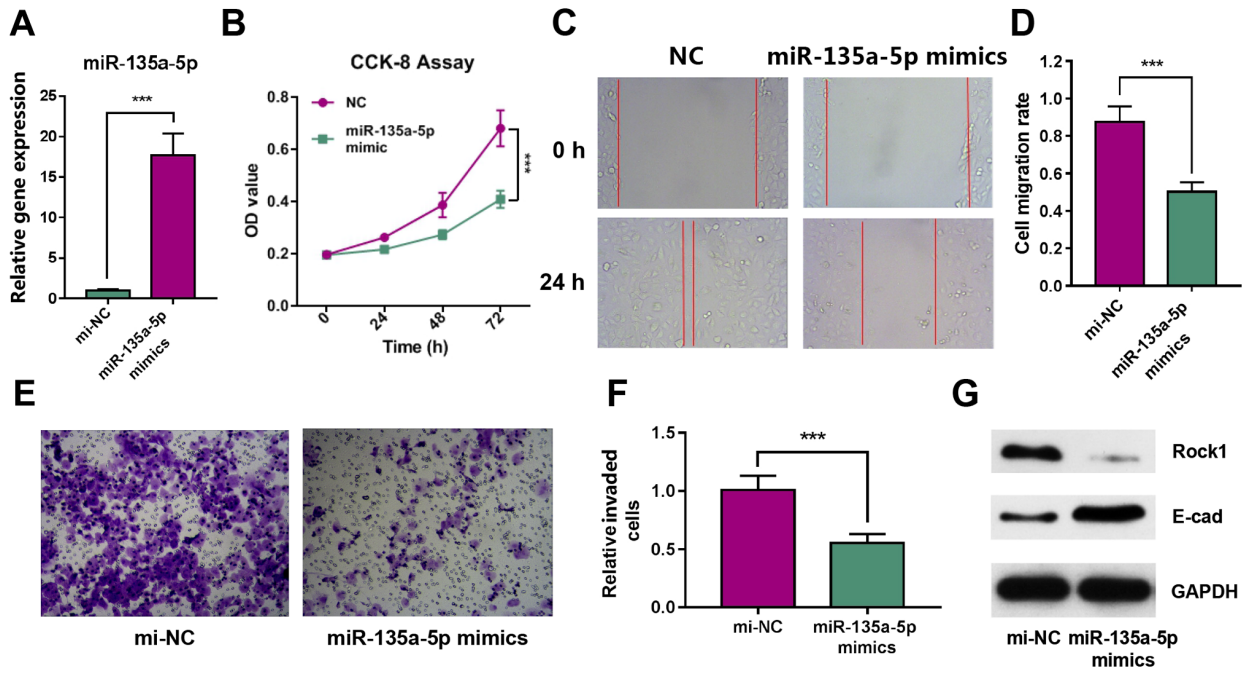 A
miR-135a-5p
Relative gene expression
25
20
15
10
5
0
***
mi-NC
miR-135a-5p
mimics
B
CCK-8 Assay
NC
miR-135a-5p
mimic
OD value
0.8
0.6
0.4
0.2
0.0
***
0
24
48
72
Time (h)
C
NC
miR-135a-5p mimics
0 h
24 h
D
Cell migration rate
1.2
1.0
0.8
0.6
0.4
0.2
0.0
***
mi-NC
miR-135a-5p
mimics
E
mi-NC
miR-135a-5p mimics
F
Relative invaded
cells
1.5
1.0
0.5
0.0
***
mi-NC
miR-135a-5p
mimics
G
Rock1
E-cad
GAPDH
mi-NC
miR-135a-5p
mimics